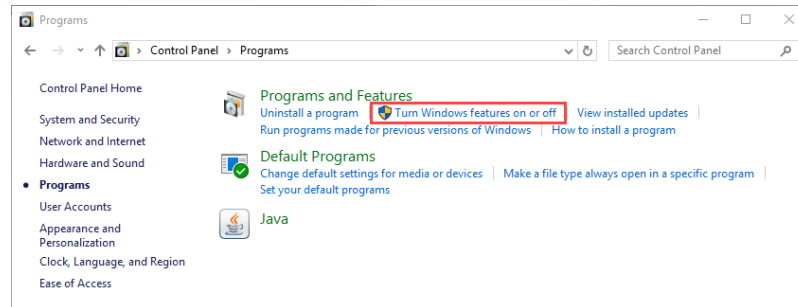 Programs
Control Panel > Programs
Search Control Panel
Control Panel Home
System and Security
Network and Internet
Hardware and Sound
Programs
User Accounts
Appearance and
Personalization
Clock, Language, and Region
Ease of Access
Programs and Features
Uninstall a program Turn Windows features on or off View installed updates
Run programs made for previous versions of Windows How to install a program
Default Programs
Change default settings for media or devices Make a file type always open in a specific program
Set your default programs
Java